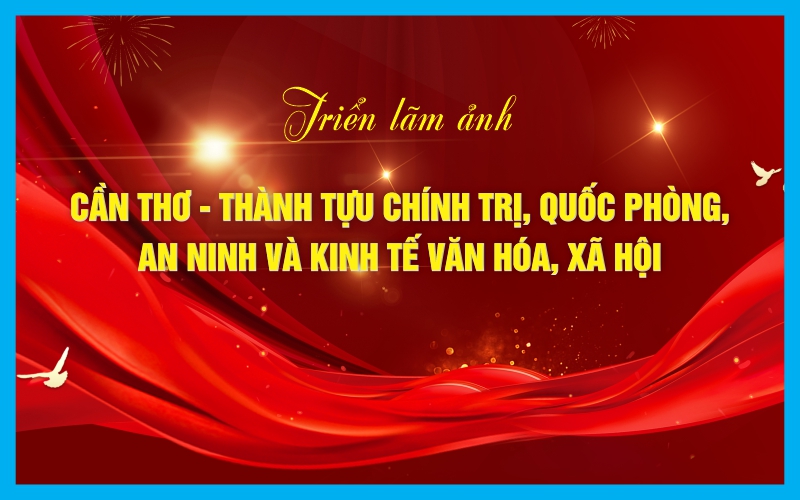 Triển lãm ảnh
CẦN THƠ - THÀNH TỰU CHÍNH TRỊ, QUỐC PHÒNG,
AN NINH VÀ KINH TẾ VĂN HÓA, XÃ HỘI